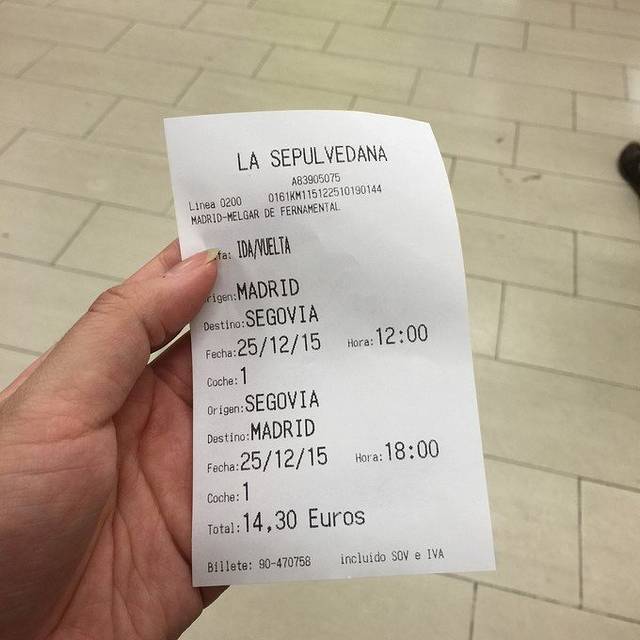 LA SEPULVEDANA
A83905075
Linea 0200 0161KM115122510190144
MADRID-MELGAR DE FERNAMENTAL
fa: IDA/VUELTA
rigen:MADRID
Destino:SEGOVIA
Fecha:25/12/15 Hora:12:00
Coche:1
Origen:SEGOVIA
Destino:MADRID
Fecha:25/12/15 Hora:18:00
Coche:1
Total:14,30 Euros
Billete: 90-470758 incluido SOV e IVA